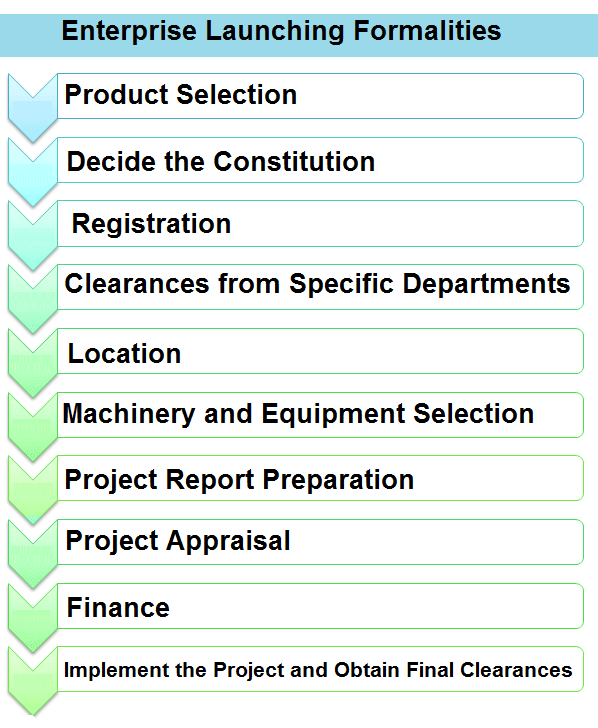 Enterprise Launching Formalities
Product Selection
Decide the Constitution
Registration
Clearances from Specific Departments
Location
Machinery and Equipment Selection
Project Report Preparation
Project Appraisal
Finance
Implement the Project and Obtain Final Clearances